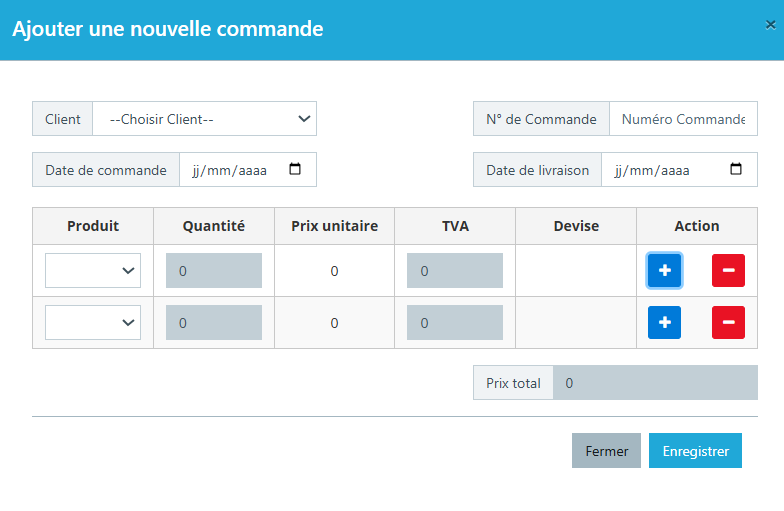 Ajouter une nouvelle commande ×
Client --Choisir Client-- N° de Commande Numéro Commande
Date de commande jj/mm/aaaa Date de livraison jj/mm/aaaa
Produit Quantité Prix unitaire TVA Devise Action
0 0 0 + −
0 0 0 + −
Prix total 0
Fermer Enregistrer